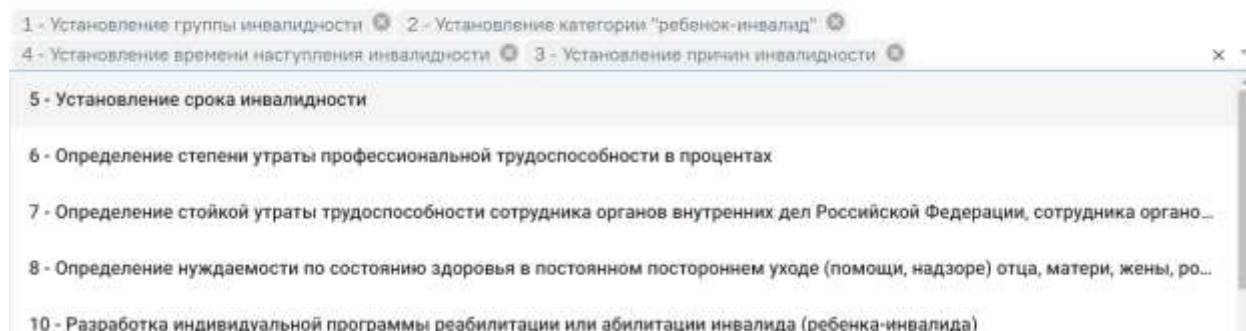 1 - Установление группы инвалидности 2 - Установление категории "ребенок-инвалид"
4 - Установление времени наступления инвалидности 3 - Установление причин инвалидности
5 - Установление срока инвалидности
6 - Определение степени утраты профессиональной трудоспособности в процентах
7 - Определение стойкой утраты трудоспособности сотрудника органов внутренних дел Российской Федерации, сотрудника органо...
8 - Определение нуждаемости по состоянию здоровья в постоянном постороннем уходе (помощи, надзоре) отца, матери, жены, ро...
10 - Разработка индивидуальной программы реабилитации или абилитации инвалида (ребенка-инвалида)